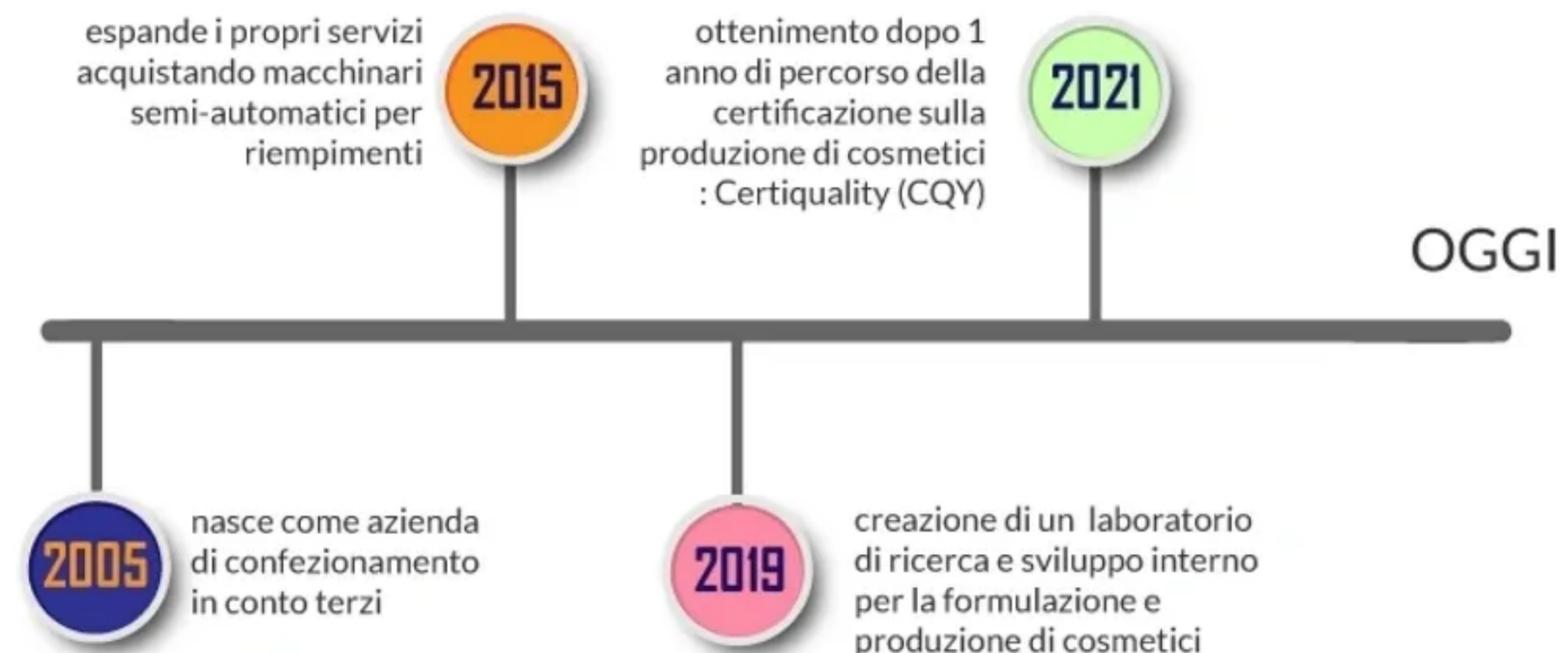 espande i propri servizi
acquistando macchinari
semi-automatici per
riempimenti
2015
ottenimento dopo 1
anno di percorso della
certificazione sulla
produzione di cosmetici
: Certiquality (CQY)
2021
OGGI
2005
nasce come azienda
di confezionamento
in conto terzi
2019
creazione di un laboratorio
di ricerca e sviluppo interno
per la formulazione e
produzione di cosmetici